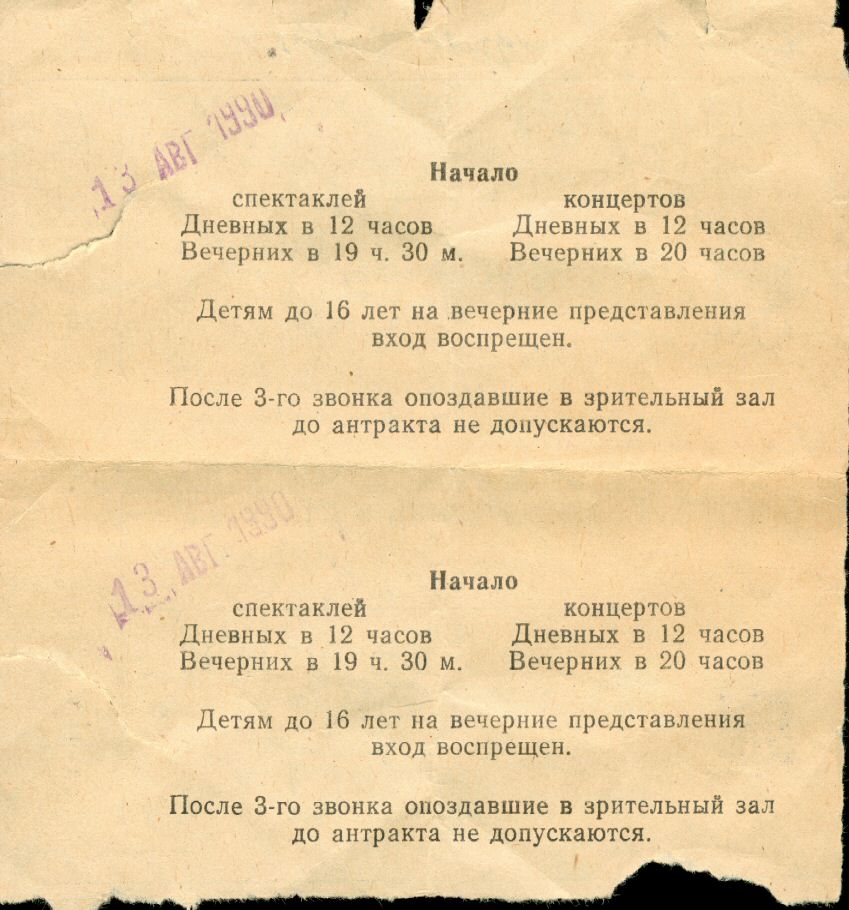 13 АВГ 1990
Начало
спектаклей концертов
Дневных в 12 часов Дневных в 12 часов
Вечерних в 19 ч. 30 м. Вечерних в 20 часов
Детям до 16 лет на вечерние представления
вход воспрещен.
После 3-го звонка опоздавшие в зрительный зал
до антракта не допускаются.
13 АВГ. 1990
Начало
спектаклей концертов
Дневных в 12 часов Дневных в 12 часов
Вечерних в 19 ч. 30 м. Вечерних в 20 часов
Детям до 16 лет на вечерние представления
вход воспрещен.
После 3-го звонка опоздавшие в зрительный зал
до антракта не допускаются.